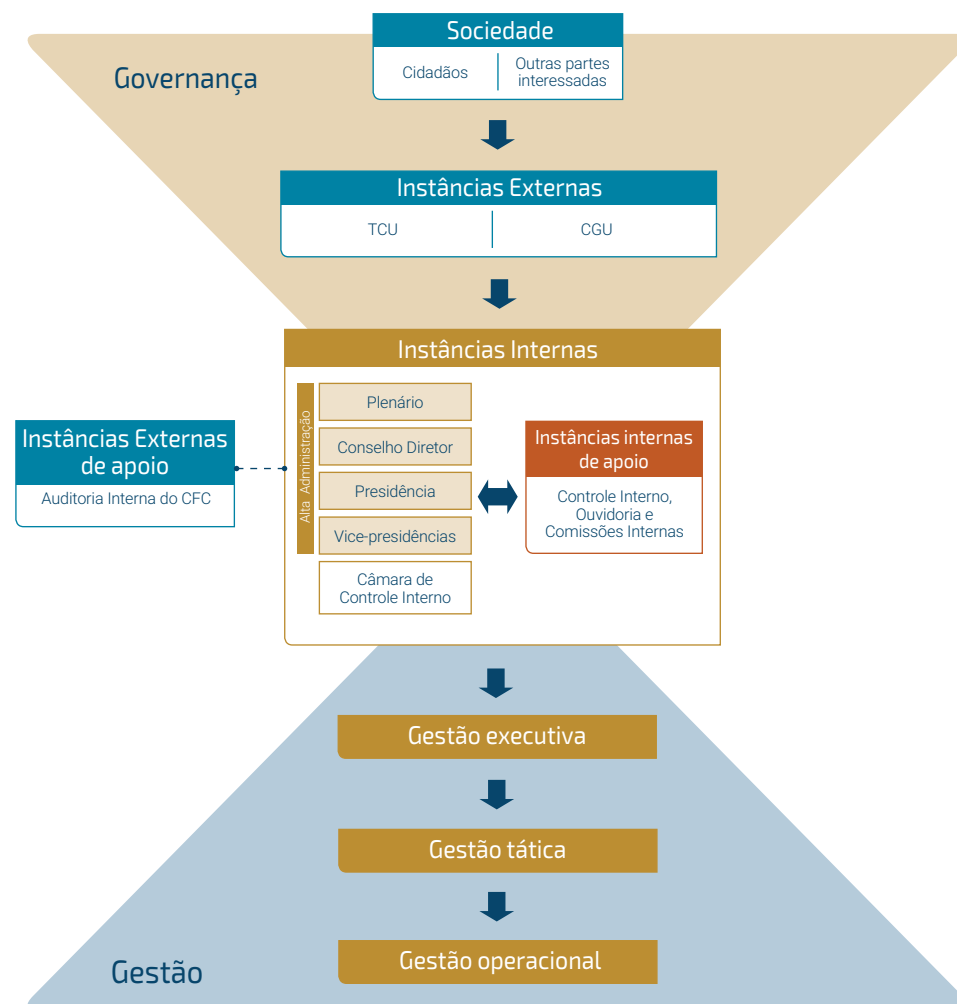 Sociedade
Cidadãos
Outras partes
interessadas
Governança
Instâncias Externas
TCU
CGU
Instâncias Internas
Alta Administração
Plenário
Conselho Diretor
Presidência
Vice-presidências
Câmara de
Controle Interno
Instâncias internas
de apoio
Controle Interno,
Ouvidoria e
Comissões Internas
Instâncias Externas
de apoio
Auditoria Interna do CFC
Gestão executiva
Gestão tática
Gestão operacional
Gestão